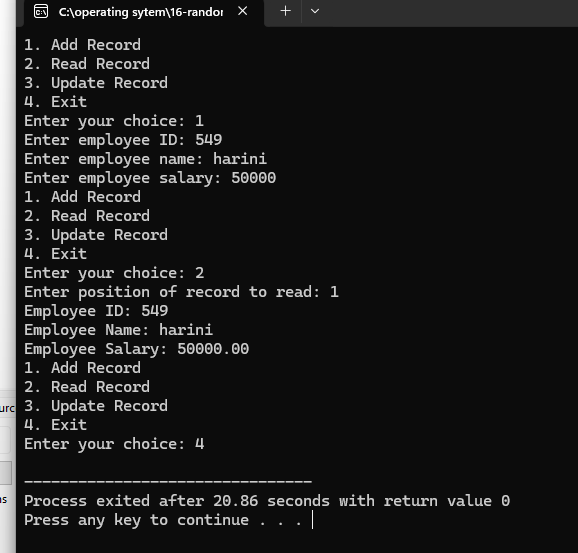 C:\operating sytem\16-randor
1. Add Record
2. Read Record
3. Update Record
4. Exit
Enter your choice: 1
Enter employee ID: 549
Enter employee name: harini
Enter employee salary: 50000
1. Add Record
2. Read Record
3. Update Record
4. Exit
Enter your choice: 2
Enter position of record to read: 1
Employee ID: 549
Employee Name: harini
Employee Salary: 50000.00
1. Add Record
2. Read Record
3. Update Record
4. Exit
Enter your choice: 4
--------------------------------
Process exited after 20.86 seconds with return value 0
Press any key to continue . . .